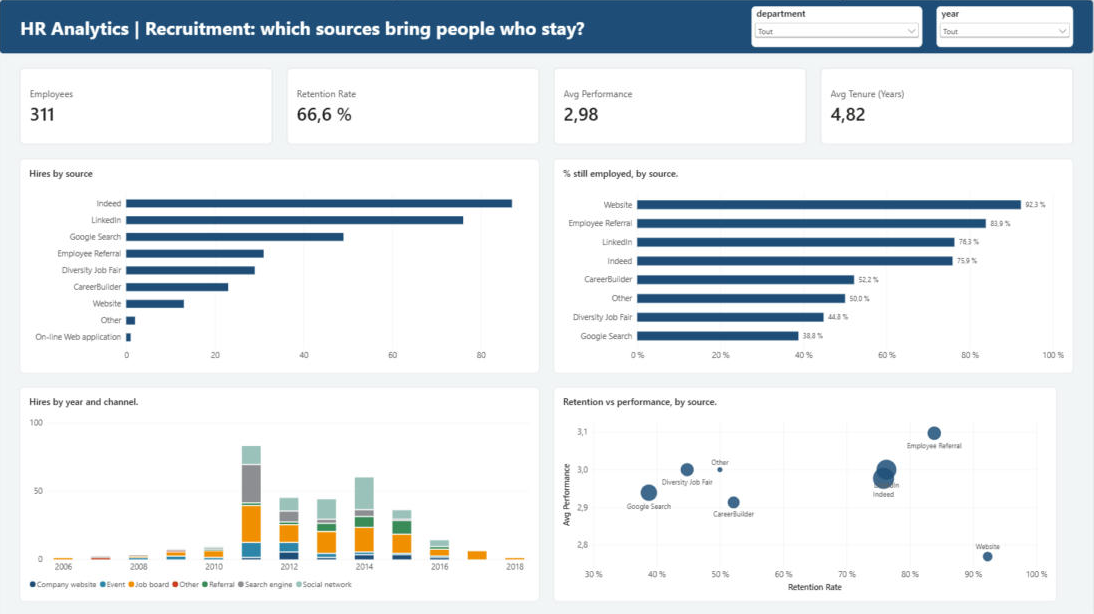 HR Analytics | Recruitment: which sources bring people who stay?
department
Tout
year
Tout
Employees
311
Retention Rate
66,6 %
Avg Performance
2,98
Avg Tenure (Years)
4,82
Hires by source
Indeed
LinkedIn
Google Search
Employee Referral
Diversity Job Fair
CareerBuilder
Website
Other
On-line Web application
0 20 40 60 80
% still employed, by source.
Website 92,3 %
Employee Referral 83,9 %
LinkedIn 76,3 %
Indeed 75,9 %
CareerBuilder 52,2 %
Other 50,0 %
Diversity Job Fair 44,8 %
Google Search 38,8 %
0 % 20 % 40 % 60 % 80 % 100 %
Hires by year and channel.
100
50
0
2006 2008 2010 2012 2014 2016 2018
Company website Event Job board Other Referral Search engine Social network
Retention vs performance, by source.
Avg Performance
3,1
3,0
2,9
2,8
Employee Referral
Other
Diversity Job Fair
Indeed
Google Search
CareerBuilder
Website
30 % 40 % 50 % 60 % 70 % 80 % 90 % 100 %
Retention Rate